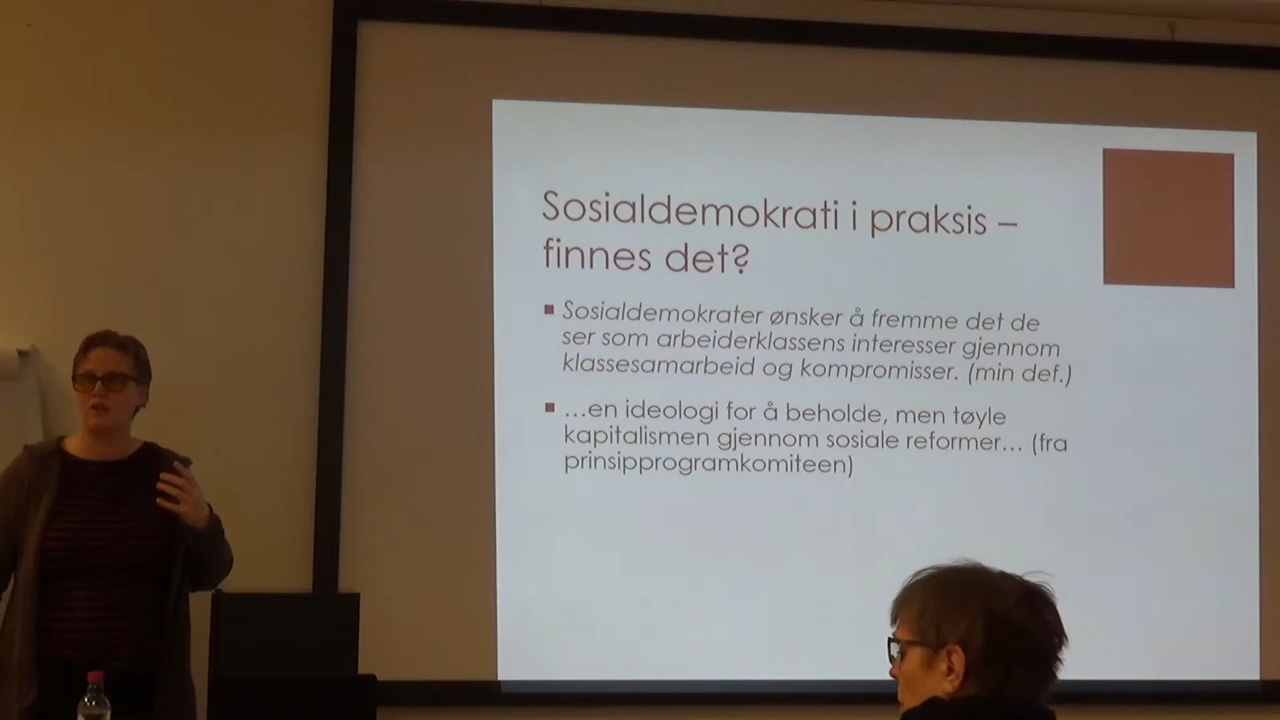 Sosialdemokrati i praksis –
finnes det?
Sosialdemokrater ønsker å fremme det de
ser som arbeiderklassens interesser gjennom
klassesamarbeid og kompromisser. (min def.)
…en ideologi for å beholde, men tøyle
kapitalismen gjennom sosiale reformer… (fra
prinsipprogramkomiteen)